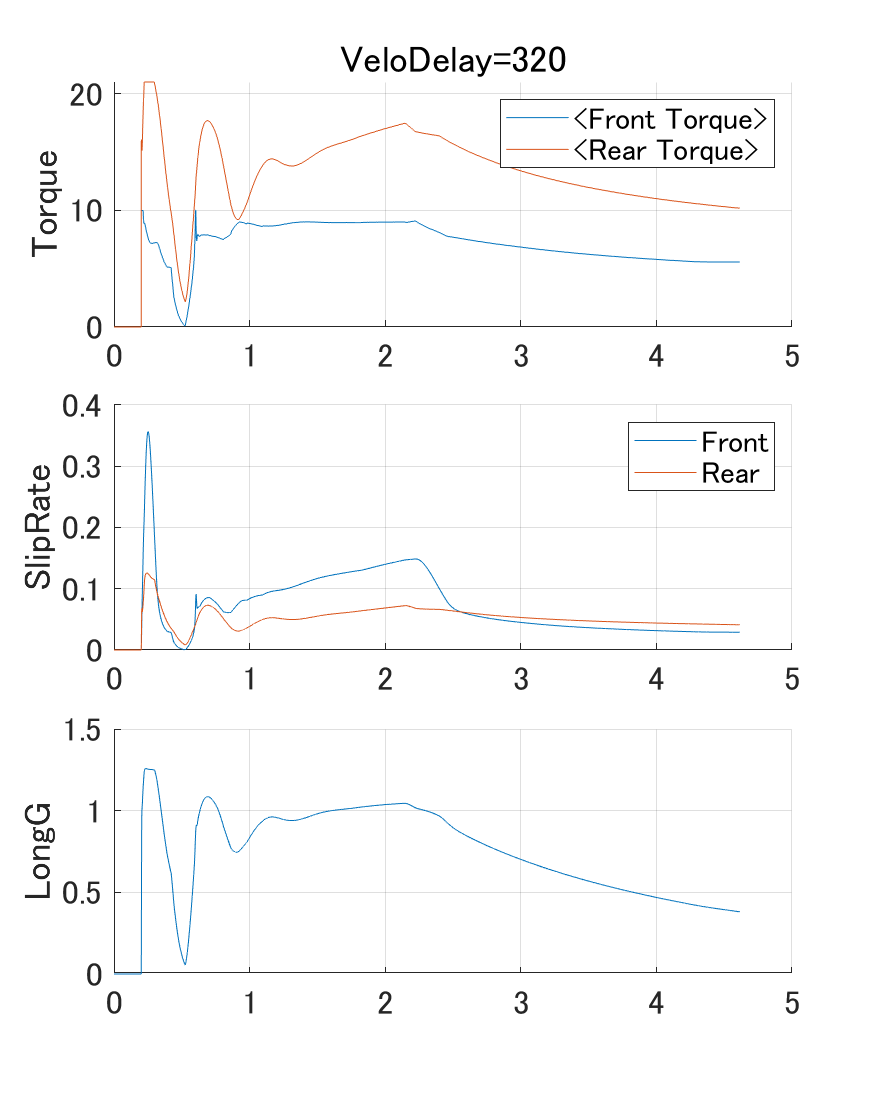 VeloDelay=320
Torque
20
10
0
<Front Torque>
<Rear Torque>
0 1 2 3 4 5
SlipRate
0.4
0.3
0.2
0.1
0
Front
Rear
0 1 2 3 4 5
LongG
1.5
1
0.5
0
0 1 2 3 4 5